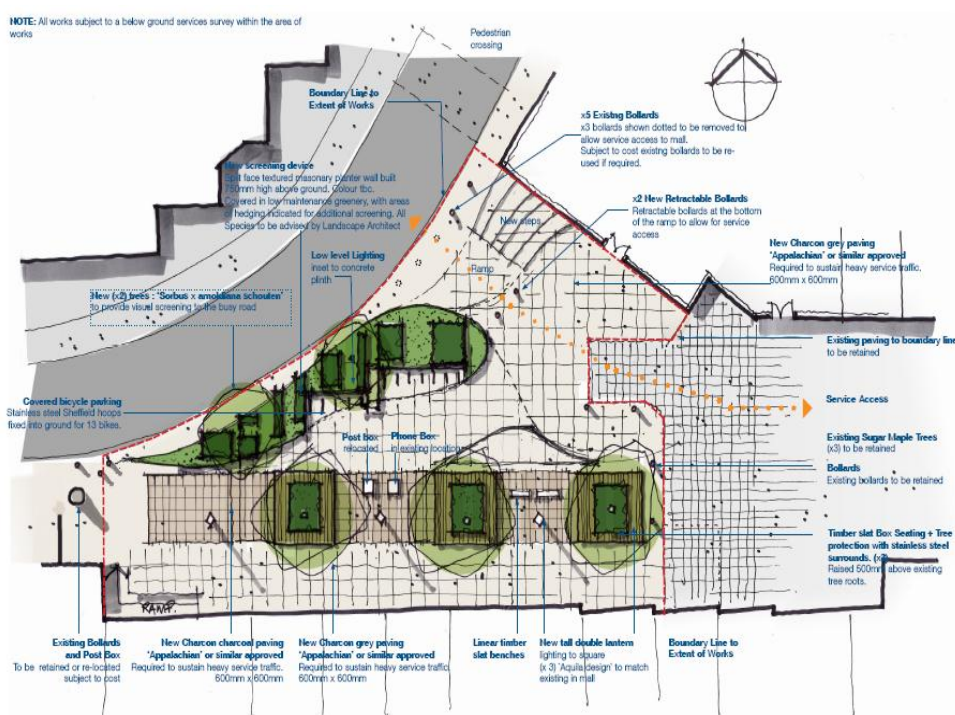 NOTE: All works subject to a below ground services survey within the area of
works
Pedestrian
crossing
Boundary Line to
Extent of Works
x5 Existing Bollards
x3 bollards shown dotted to be removed to
allow service access to mall.
Subject to cost existing bollards to be re-
used if required.
New screening device
Split face textured masonary planter wall built
750mm high above ground. Colour tbc.
Covered in low maintenance greenery, with areas
of hedging indicated for additional screening. All
Species to be advised by Landscape Architect
x2 New Retractable Bollards
Retractable bollards at the bottom
of the ramp to allow for service
access
New steps
New Charcon grey paving
'Appalachian' or similar approved
Required to sustain heavy service traffic.
600mm x 600mm
Low level Lighting
inset to concrete
plinth
Ramp
New (x2) trees : 'Sorbus x arnoldiana schouten'
to provide visual screening to the busy road
Existing paving to boundary line
to be retained
Covered bicycle parking
Stainless steel Sheffield hoops
fixed into ground for 13 bikes.
Service Access
Post box
relocated
Phone Box
in existing location
Existing Sugar Maple Trees
(x3) to be retained
Bollards
Existing bollards to be retained
Timber slat Box Seating + Tree
protection with stainless steel
surrounds.
Raised 500mm above existing
tree roots.
RAMP.
Existing Bollards
and Post Box
To be retained or re-located
subject to cost
New Charcon charcoal paving
'Appalachian' or similar approved
Required to sustain heavy service traffic.
600mm x 600mm
New Charcon grey paving
'Appalachian' or similar approved
Required to sustain heavy service traffic.
600mm x 600mm
Linear timber
slat benches
New tall double lantern
lighting to square
(x 3) 'Aquila design' to match
existing in mall
Boundary Line to
Extent of Works